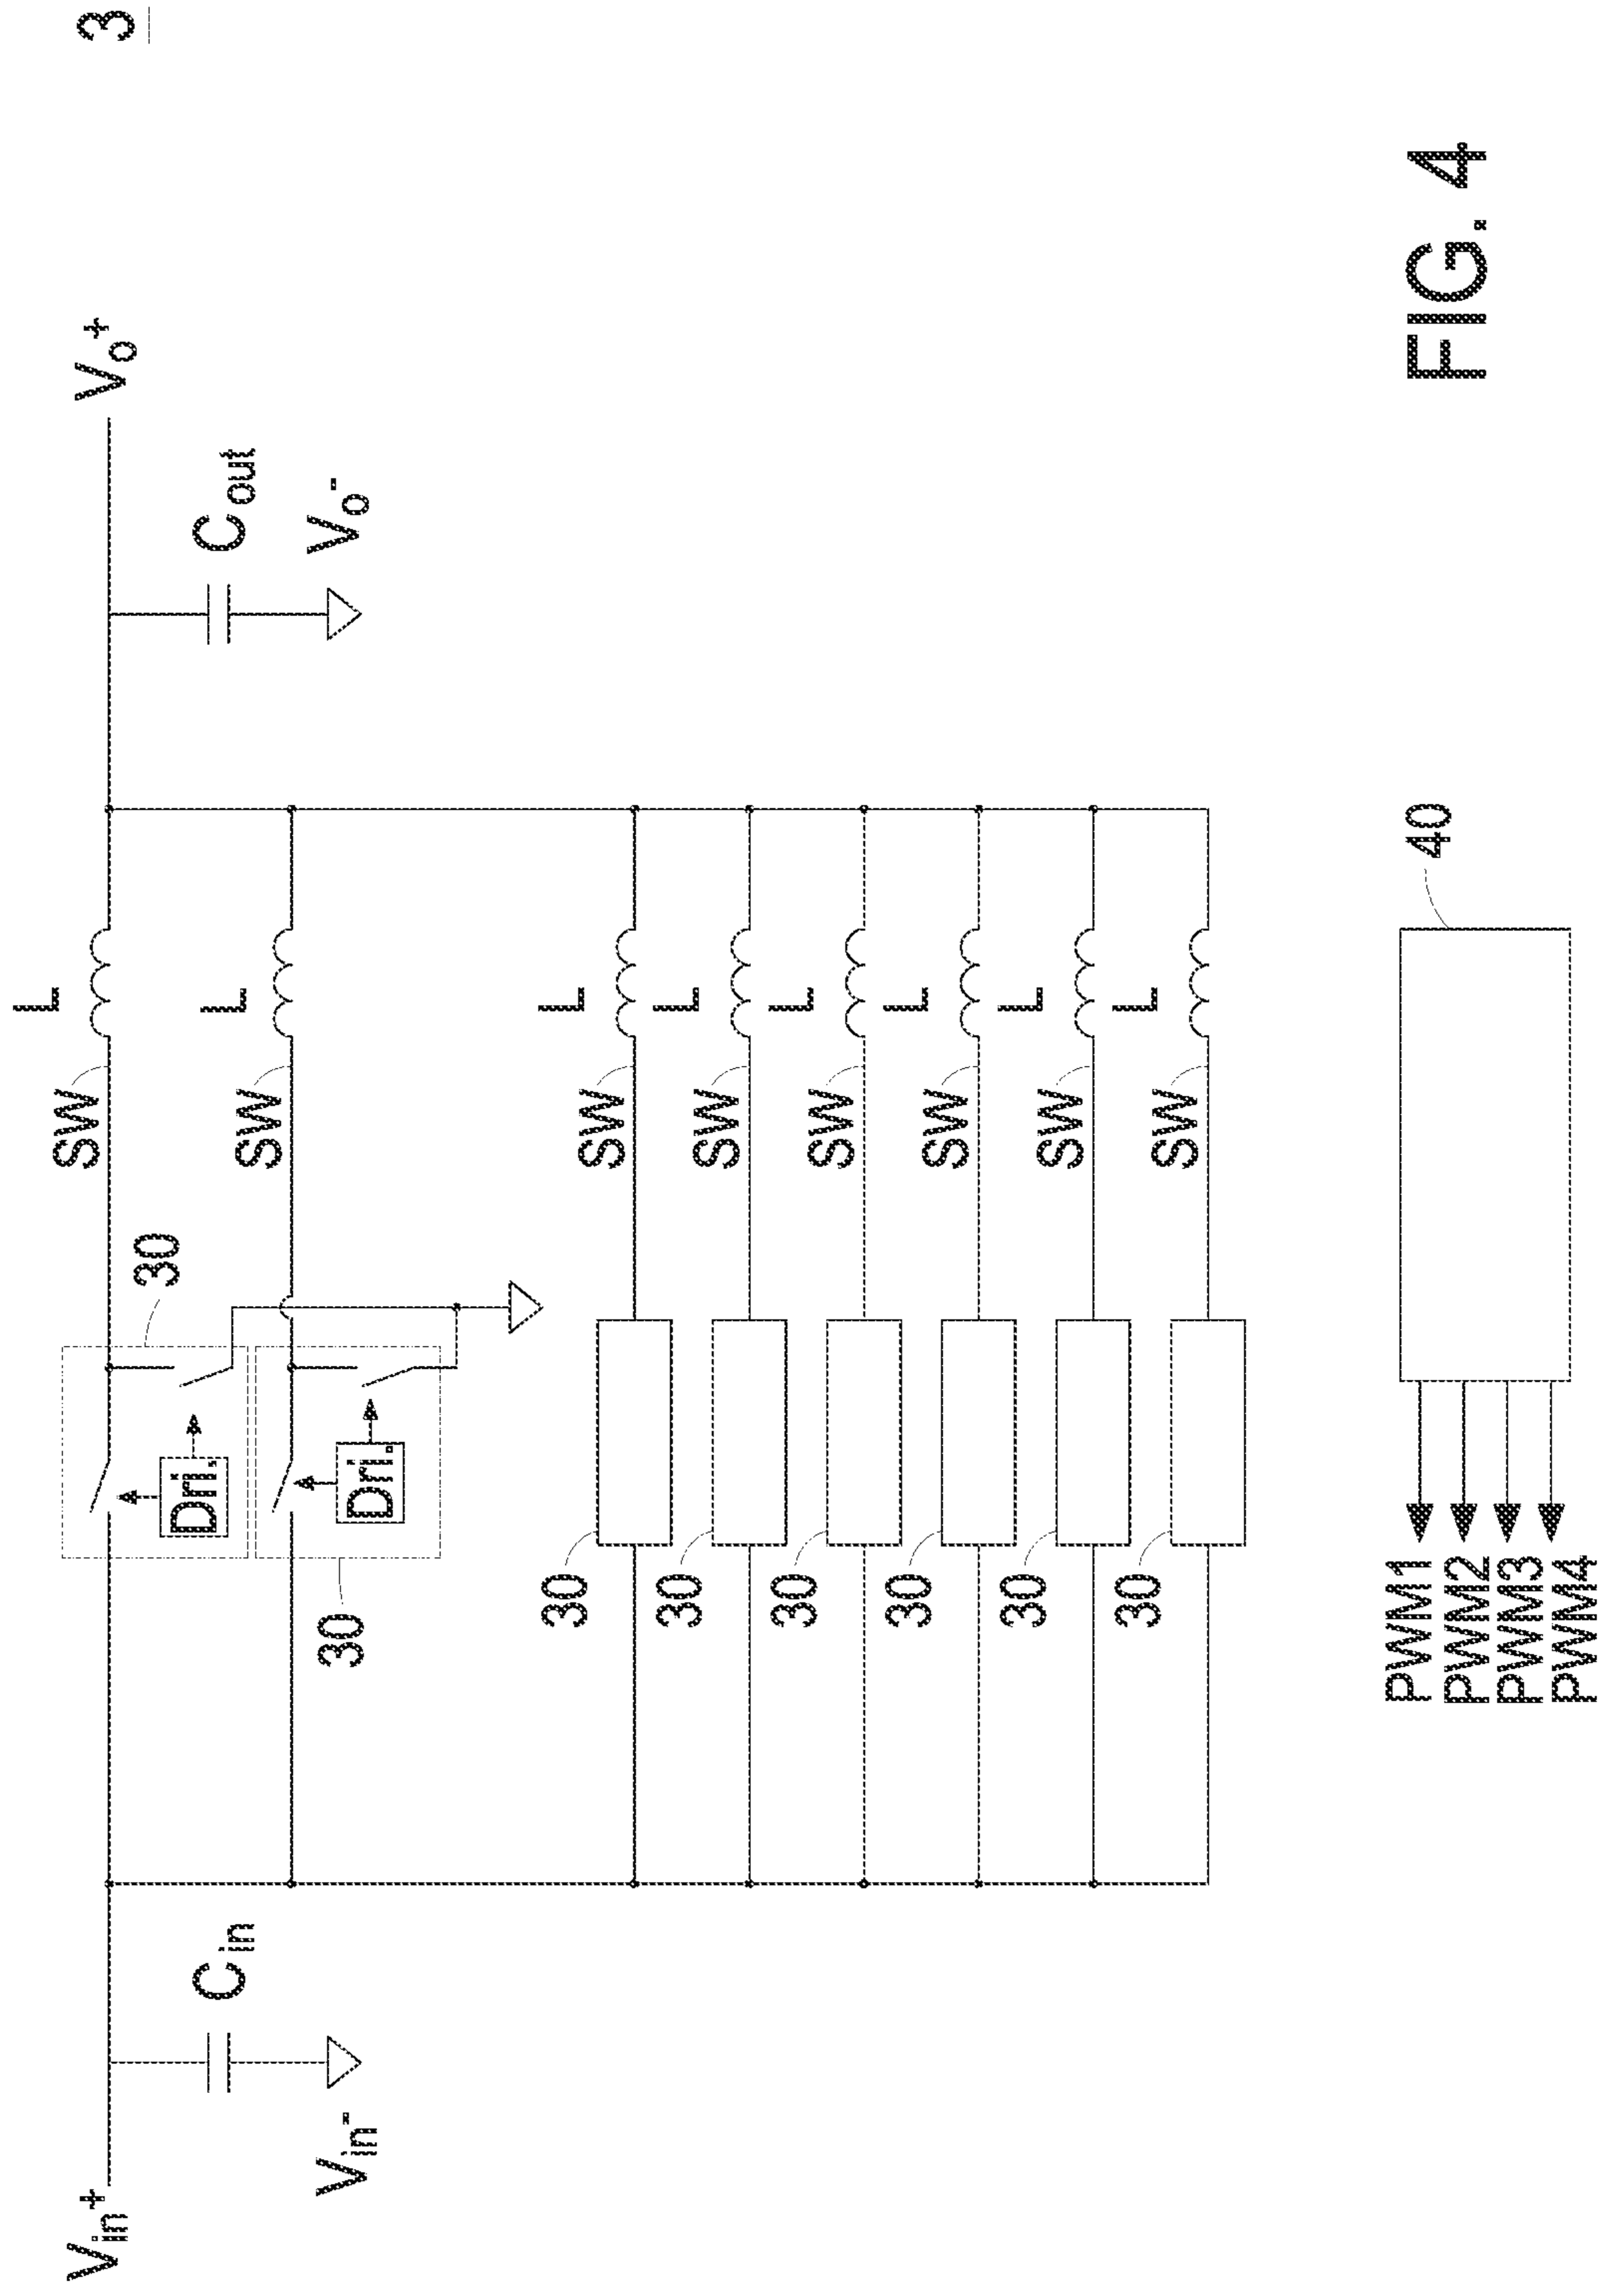 3
Vin+
Cin
Vin-
30
Dri.
SW
L
Vo+
Cout
Vo-
30
Dri.
SW
L
30
SW
L
30
SW
L
30
SW
L
30
SW
L
30
SW
L
30
SW
L
PWM1
PWM2
PWM3
PWM4
40
FIG. 4